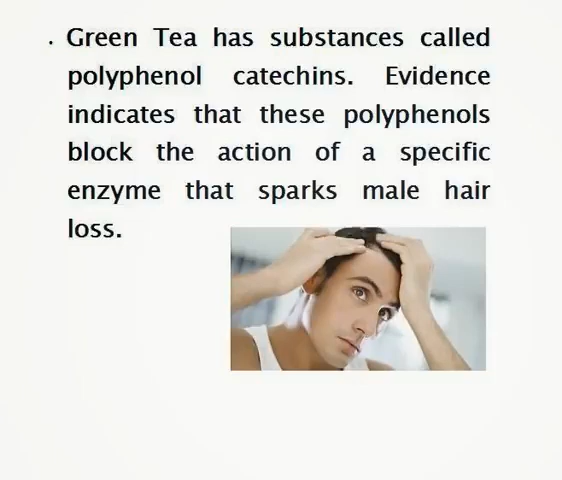 . Green Tea has substances called
polyphenol catechins. Evidence
indicates that these polyphenols
block the action of a specific
enzyme that sparks male hair
loss.